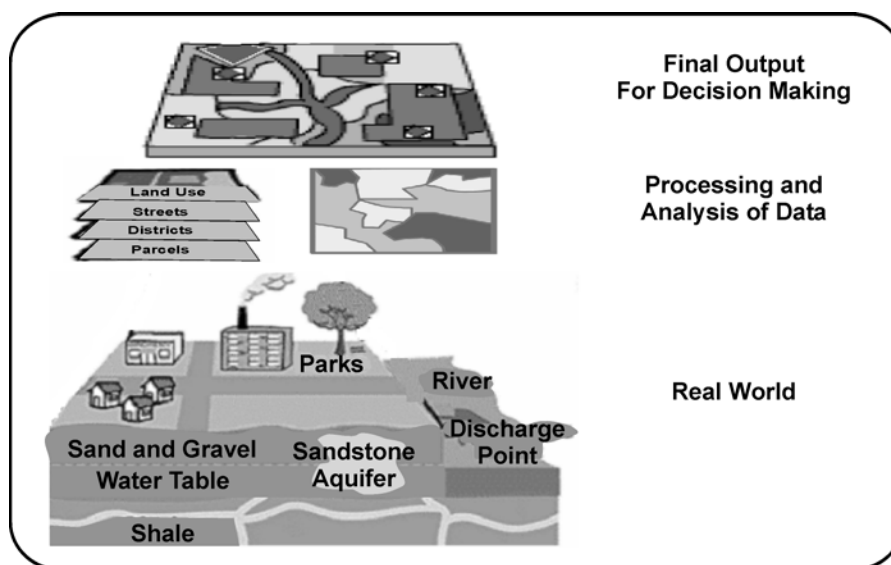 Final Output
For Decision Making
Land Use
Streets
Districts
Parcels
Processing and
Analysis of Data
Parks
River
Real World
Sand and Gravel
Sandstone
Aquifer
Discharge
Point
Water Table
Shale